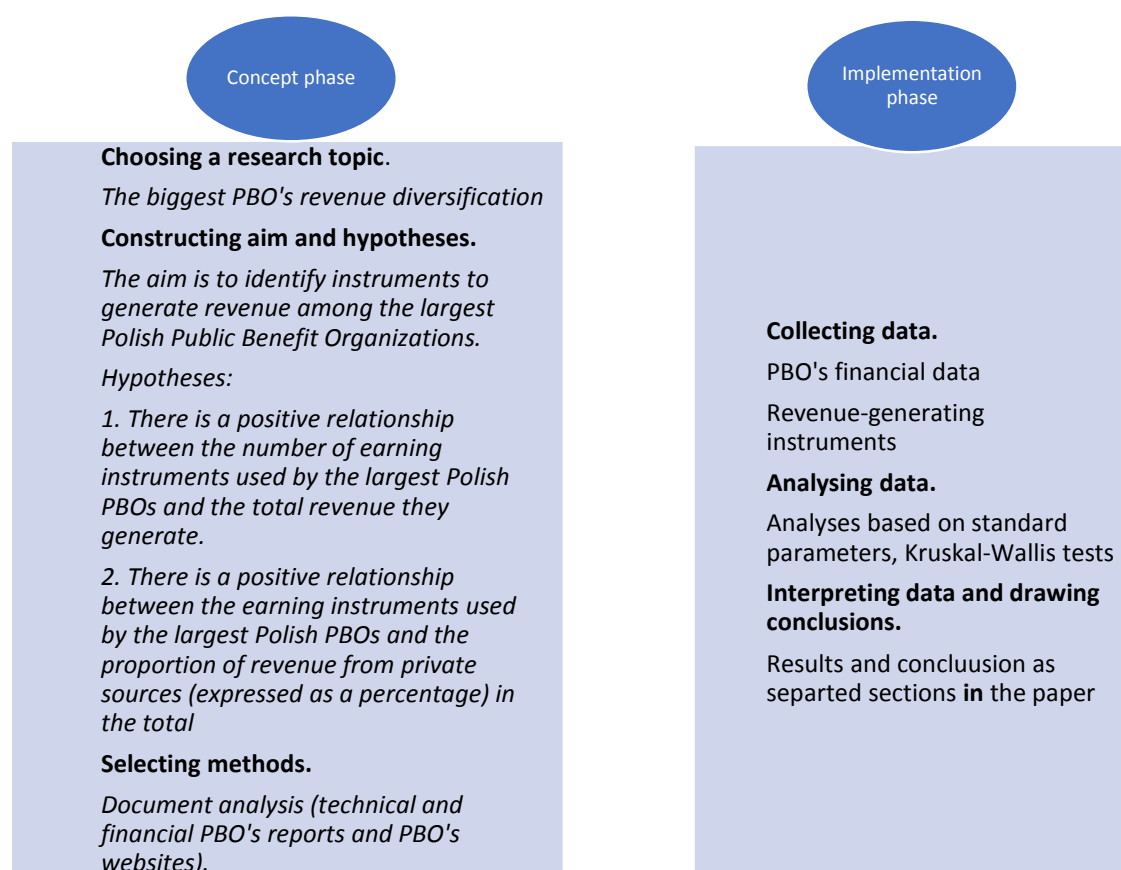 Concept phase
Choosing a research topic.
The biggest PBO's revenue diversification
Constructing aim and hypotheses.
The aim is to identify instruments to
generate revenue among the largest
Polish Public Benefit Organizations.
Hypotheses:
1. There is a positive relationship
between the number of earning
instruments used by the largest Polish
PBOs and the total revenue they
generate.
2. There is a positive relationship
between the earning instruments used
by the largest Polish PBOs and the
proportion of revenue from private
sources (expressed as a percentage) in
the total
Selecting methods.
Document analysis (technical and
financial PBO's reports and PBO's
websites).
Implementation
phase
Collecting data.
PBO's financial data
Revenue-generating
instruments
Analysing data.
Analyses based on standard
parameters, Kruskal-Wallis tests
Interpreting data and drawing
conclusions.
Results and concluusion as
separted sections in the paper